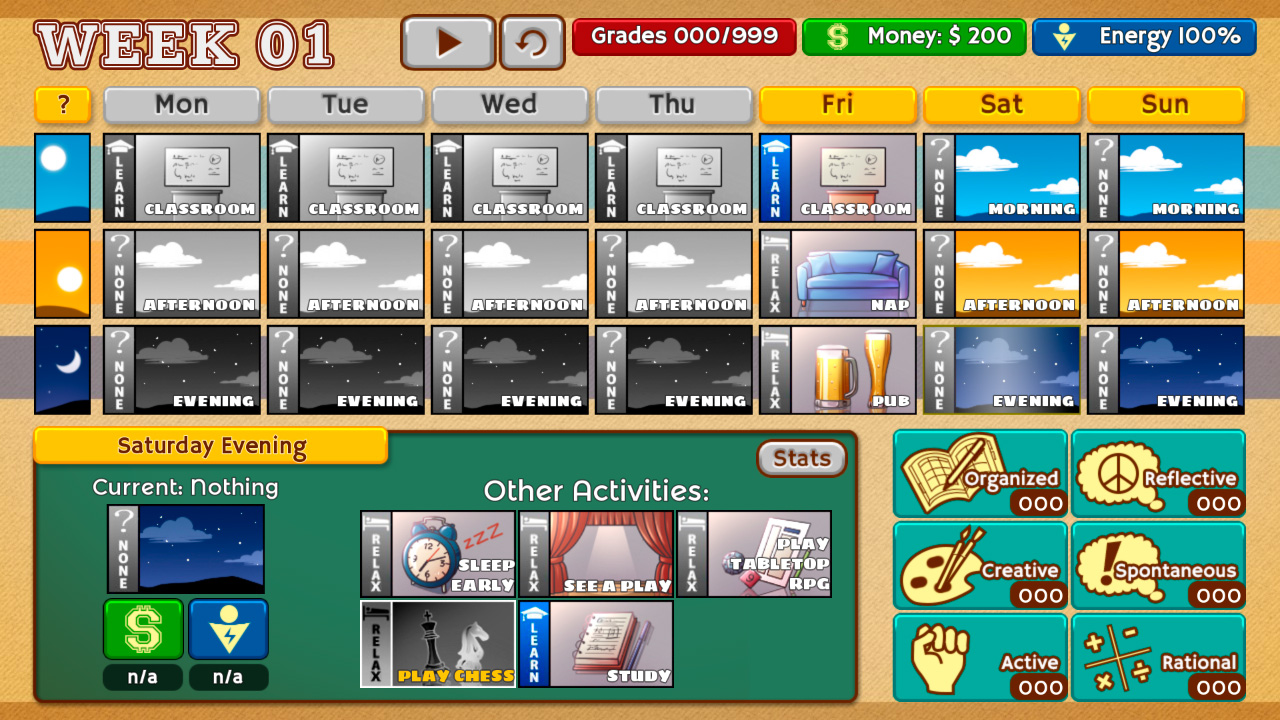 WEEK 01
Grades 000/999
$ Money: $ 200
Energy 100%
? Mon Tue Wed Thu Fri Sat Sun
LEARN CLASSROOM LEARN CLASSROOM LEARN CLASSROOM LEARN CLASSROOM LEARN CLASSROOM ? NONE MORNING ? NONE MORNING
? NONE AFTERNOON ? NONE AFTERNOON ? NONE AFTERNOON ? NONE AFTERNOON RELAX NAP ? NONE AFTERNOON ? NONE AFTERNOON
? NONE EVENING ? NONE EVENING ? NONE EVENING ? NONE EVENING RELAX PUB ? NONE EVENING ? NONE EVENING
Saturday Evening
Stats
Current: Nothing
? NONE
$
n/a n/a
Other Activities:
RELAX zzz SLEEP
EARLY
RELAX SEE A PLAY
RELAX PLAY
TABLETOP
RPG
RELAX PLAY CHESS
LEARN STUDY
Organized
000
Reflective
000
Creative
000
! Spontaneous
000
Active
000
Rational
000